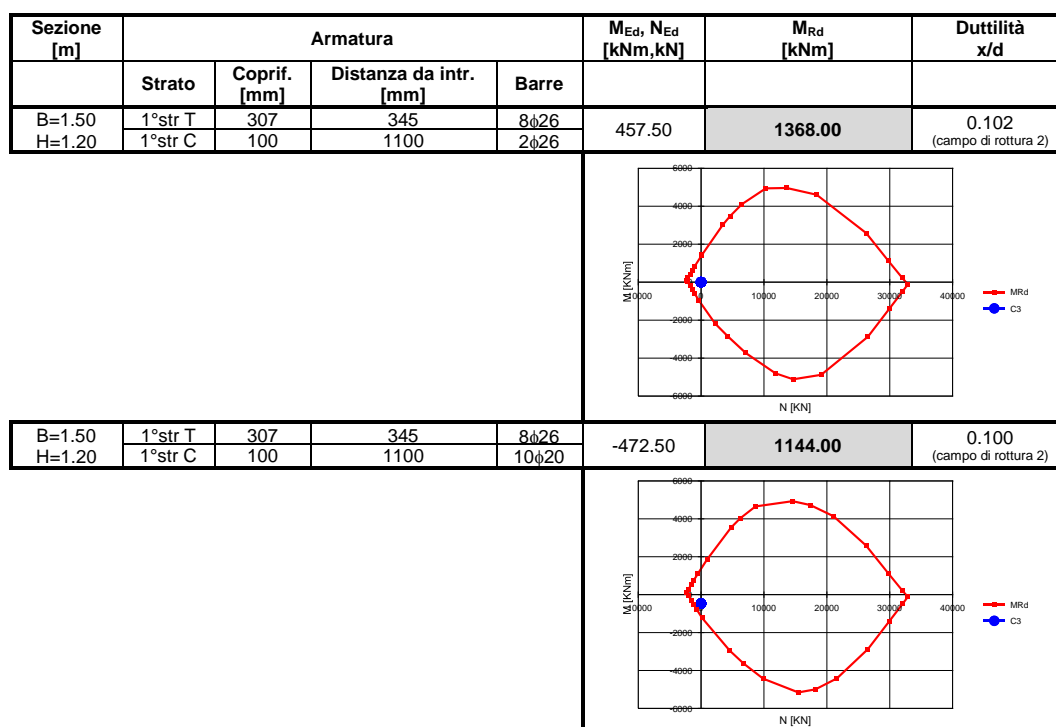 Sezione [m] Armatura M_Ed, N_Ed [kNm,kN] M_Rd [kNm] Duttilità x/d
Strato Coprif. [mm] Distanza da intr. [mm] Barre
B=1.50 H=1.20 1°str T 307 345 8ϕ26 457.50 1368.00 0.102 (campo di rottura 2)
1°str C 100 1100 2ϕ26
6000
4000
2000
M [KNm]
10000 0 10000 20000 30000 40000
-2000
-4000
-6000
N [KN]
MRd
C3
B=1.50 H=1.20 1°str T 307 345 8ϕ26 -472.50 1144.00 0.100 (campo di rottura 2)
1°str C 100 1100 10ϕ20
6000
4000
2000
M [KNm]
10000 0 10000 20000 30000 40000
-2000
-4000
-6000
N [KN]
MRd
C3